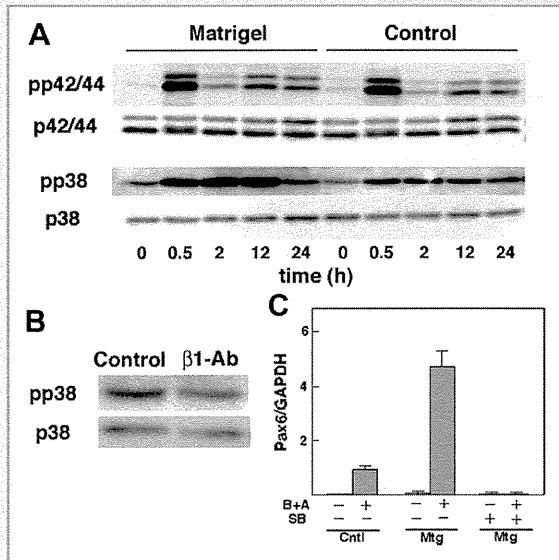 A
Matrigel Control
pp42/44
p42/44
pp38
p38
0 0.5 2 12 24 0 0.5 2 12 24
time (h)
B
Control β1-Ab
pp38
p38
C
Pax6/GAPDH
6
4
2
B+A − + − + − +
SB − − − − + +
Cntl Mtg Mtg